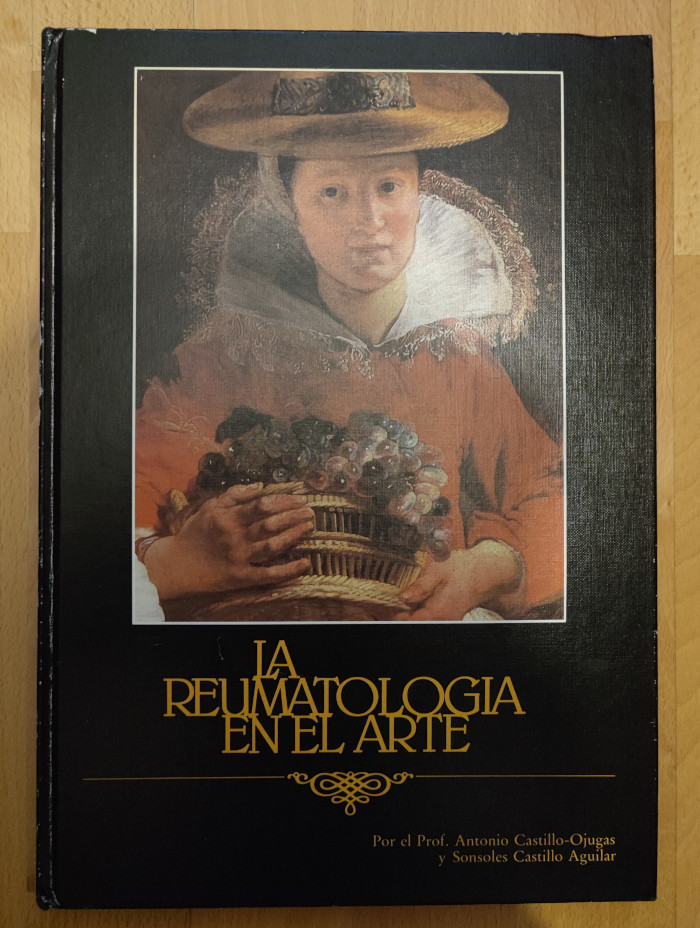 LA
REUMATOLOGIA
EN EL ARTE
Por el Prof. Antonio Castillo-Ojugas
y Sonsoles Castillo Aguilar